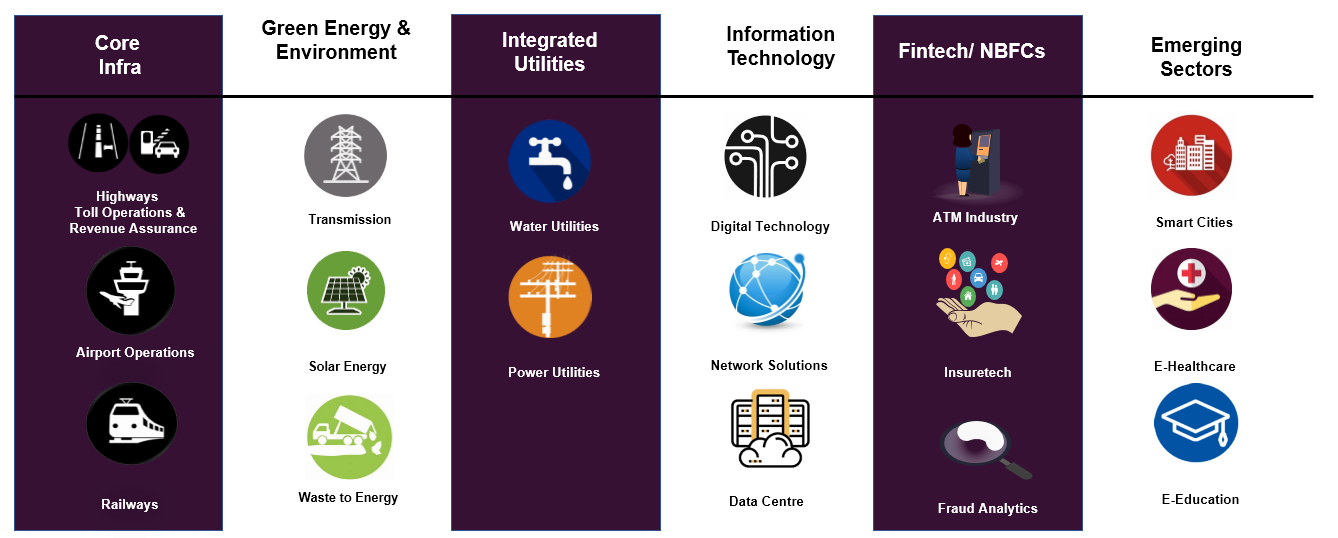 Core
Infra
Green Energy &
Environment
Integrated
Utilities
Information
Technology
Fintech/ NBFCs
Emerging
Sectors
Highways
Toll Operations &
Revenue Assurance
Airport Operations
Railways
Transmission
Solar Energy
Waste to Energy
Water Utilities
Power Utilities
Digital Technology
Network Solutions
Data Centre
ATM Industry
Insuretech
Fraud Analytics
Smart Cities
E-Healthcare
E-Education